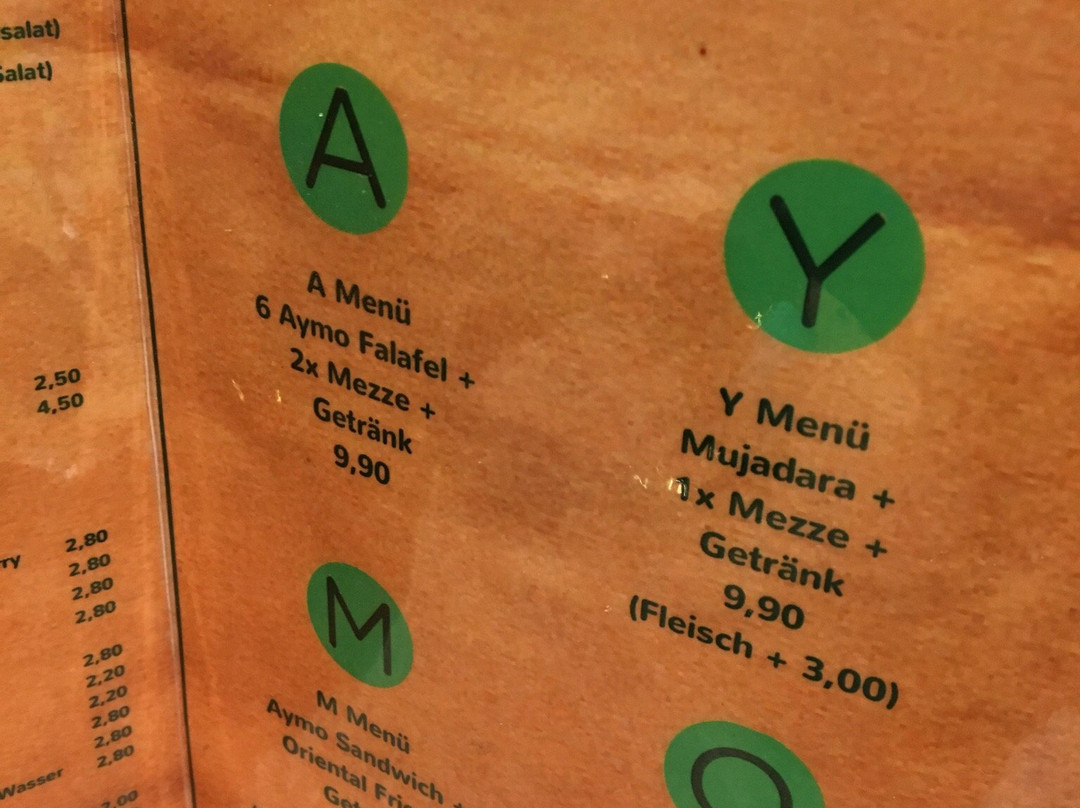 salat)
Salat)
2,50
4,50
2,80
2,80
2,80
2,80
2,80
2,20
2,20
2,80
2,80
2,80
Wasser
A
A Menü
6 Aymo Falafel +
2x Mezze +
Getränk
9,90
Y
Y Menü
Mujadara +
1x Mezze +
Getränk
9,90
(Fleisch + 3,00)
M
M Menü
Aymo Sandwich +
Oriental
O